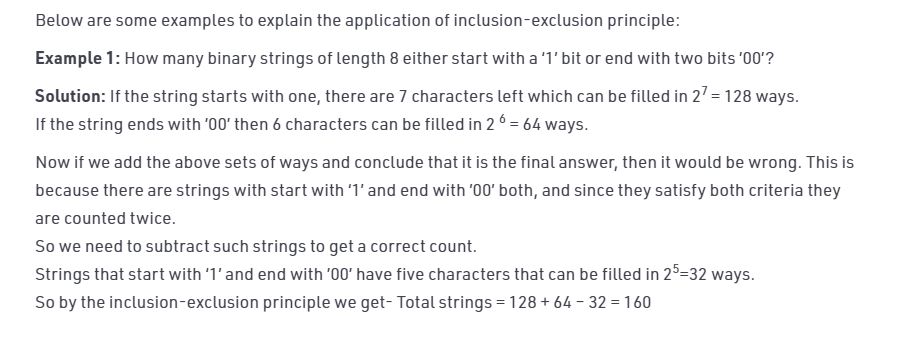 Below are some examples to explain the application of inclusion-exclusion principle:
Example 1: How many binary strings of length 8 either start with a ‘1’ bit or end with two bits ‘00’?
Solution: If the string starts with one, there are 7 characters left which can be filled in 2⁷ = 128 ways.
If the string ends with ‘00’ then 6 characters can be filled in 2 ⁶ = 64 ways.
Now if we add the above sets of ways and conclude that it is the final answer, then it would be wrong. This is
because there are strings with start with ‘1’ and end with ‘00’ both, and since they satisfy both criteria they
are counted twice.
So we need to subtract such strings to get a correct count.
Strings that start with ‘1’ and end with ‘00’ have five characters that can be filled in 2⁵=32 ways.
So by the inclusion-exclusion principle we get- Total strings = 128 + 64 − 32 = 160